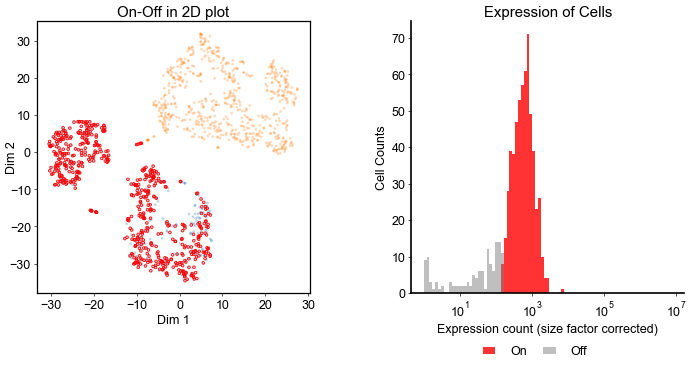 On-Off in 2D plot
Dim 2
30
20
10
0
−10
−20
−30
−30 −20 −10 0 10 20 30
Dim 1
Expression of Cells
Cell Counts
70
60
50
40
30
20
10
0
10^1 10^3 10^5 10^7
Expression count (size factor corrected)
On Off